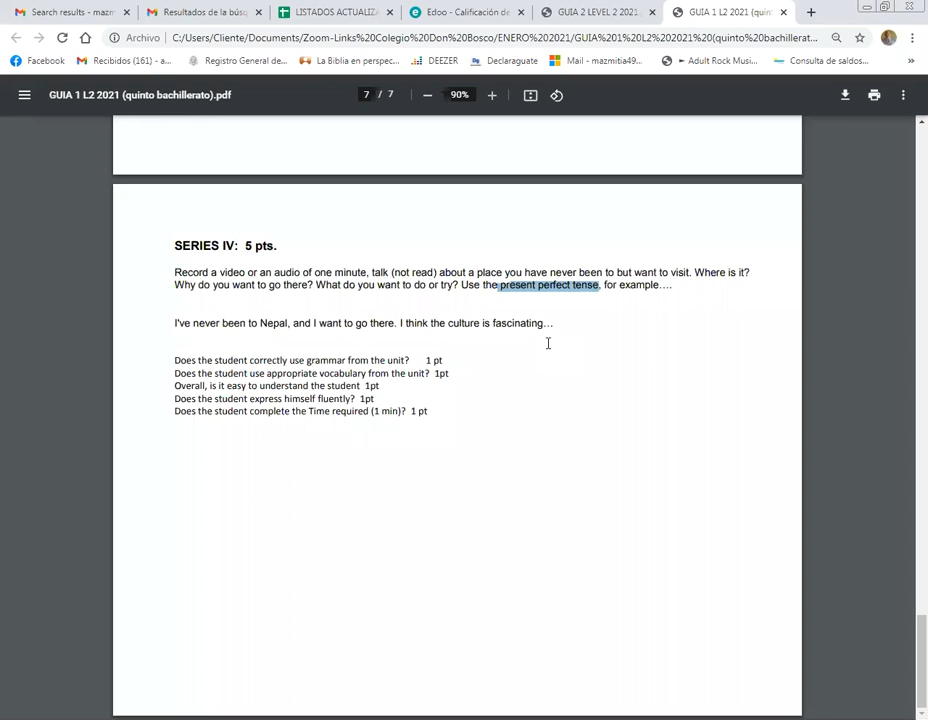 Search results - mazm
Resultados de la búsq
LISTADOS ACTUALIZA
Edoo - Calificación de
GUIA 2 LEVEL 2 2021
GUIA 1 L2 2021 (quin
Archivo
C:/Users/Cliente/Documents/Zoom-Links%20Colegio%20Don%20Bosco/ENERO%202021/GUIA%201%20L2%202021%20(quinto%20bachillerat...
Facebook
Recibidos (161) - a...
Registro General de...
La Biblia en perspec...
DEEZER
Declaraguate
Mail - mazmitia49...
Adult Rock Musi...
Consulta de saldos...
»
GUIA 1 L2 2021 (quinto bachillerato).pdf
7 / 7
90%
SERIES IV: 5 pts.
Record a video or an audio of one minute, talk (not read) about a place you have never been to but want to visit. Where is it?
Why do you want to go there? What do you want to do or try? Use the present perfect tense, for example….
I've never been to Nepal, and I want to go there. I think the culture is fascinating…
Does the student correctly use grammar from the unit? 1 pt
Does the student use appropriate vocabulary from the unit? 1pt
Overall, is it easy to understand the student 1pt
Does the student express himself fluently? 1pt
Does the student complete the Time required (1 min)? 1 pt